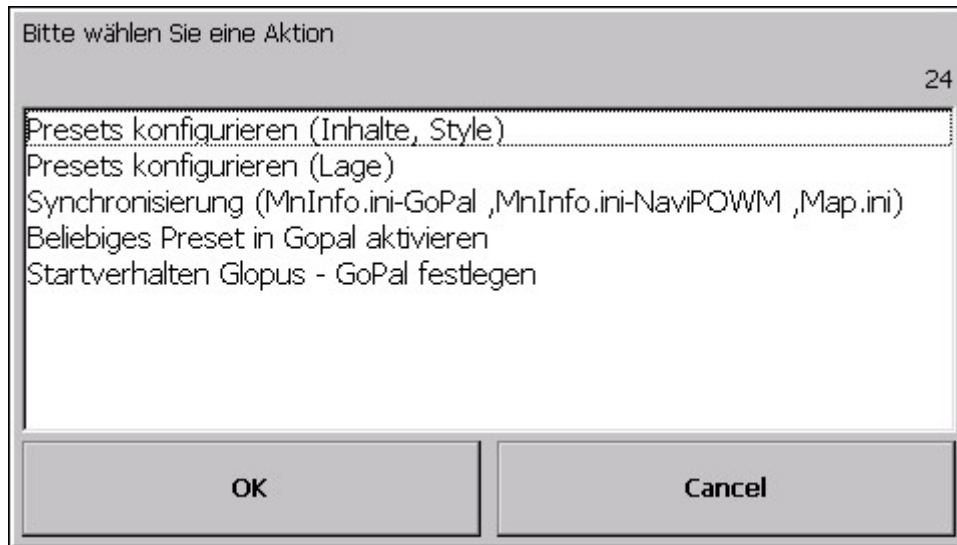 Bitte wählen Sie eine Aktion
24
Presets konfigurieren (Inhalte, Style)
Presets konfigurieren (Lage)
Synchronisierung (MnInfo.ini-GoPal ,MnInfo.ini-NaviPOWM ,Map.ini)
Beliebiges Preset in Gopal aktivieren
Startverhalten Glopus - GoPal festlegen
OK
Cancel